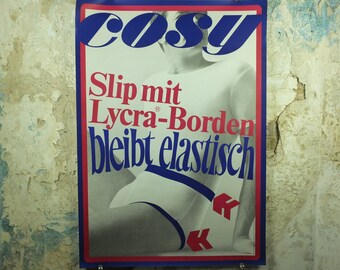 cosy
Slip mit
Lycra®-Borden
bleibt elastisch